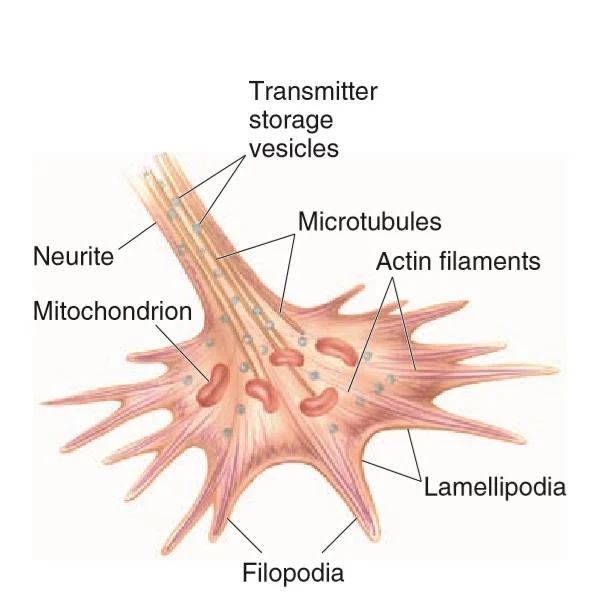 Transmitter
storage
vesicles
Microtubules
Neurite
Actin filaments
Mitochondrion
Lamellipodia
Filopodia